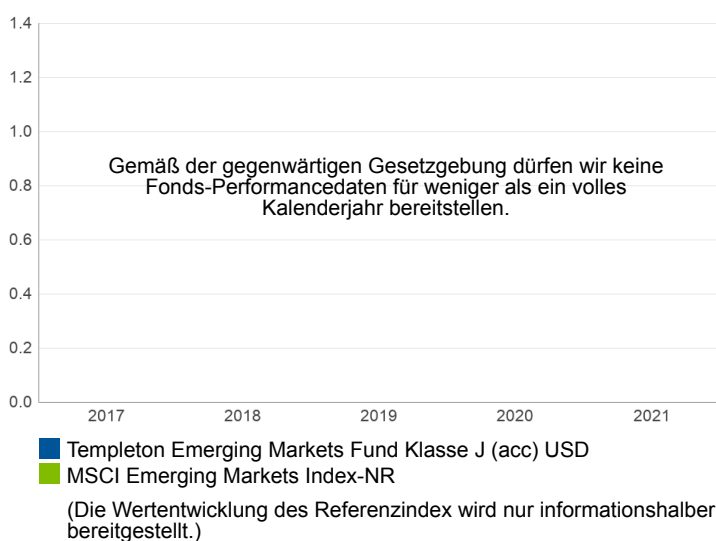 1.4
1.2
1.0
0.8
0.6
0.4
0.2
0.0
Gemäß der gegenwärtigen Gesetzgebung dürfen wir keine
Fonds-Performancedaten für weniger als ein volles
Kalenderjahr bereitstellen.
2017 2018 2019 2020 2021
Templeton Emerging Markets Fund Klasse J (acc) USD
MSCI Emerging Markets Index-NR
(Die Wertentwicklung des Referenzindex wird nur informationshalber
bereitgestellt.)